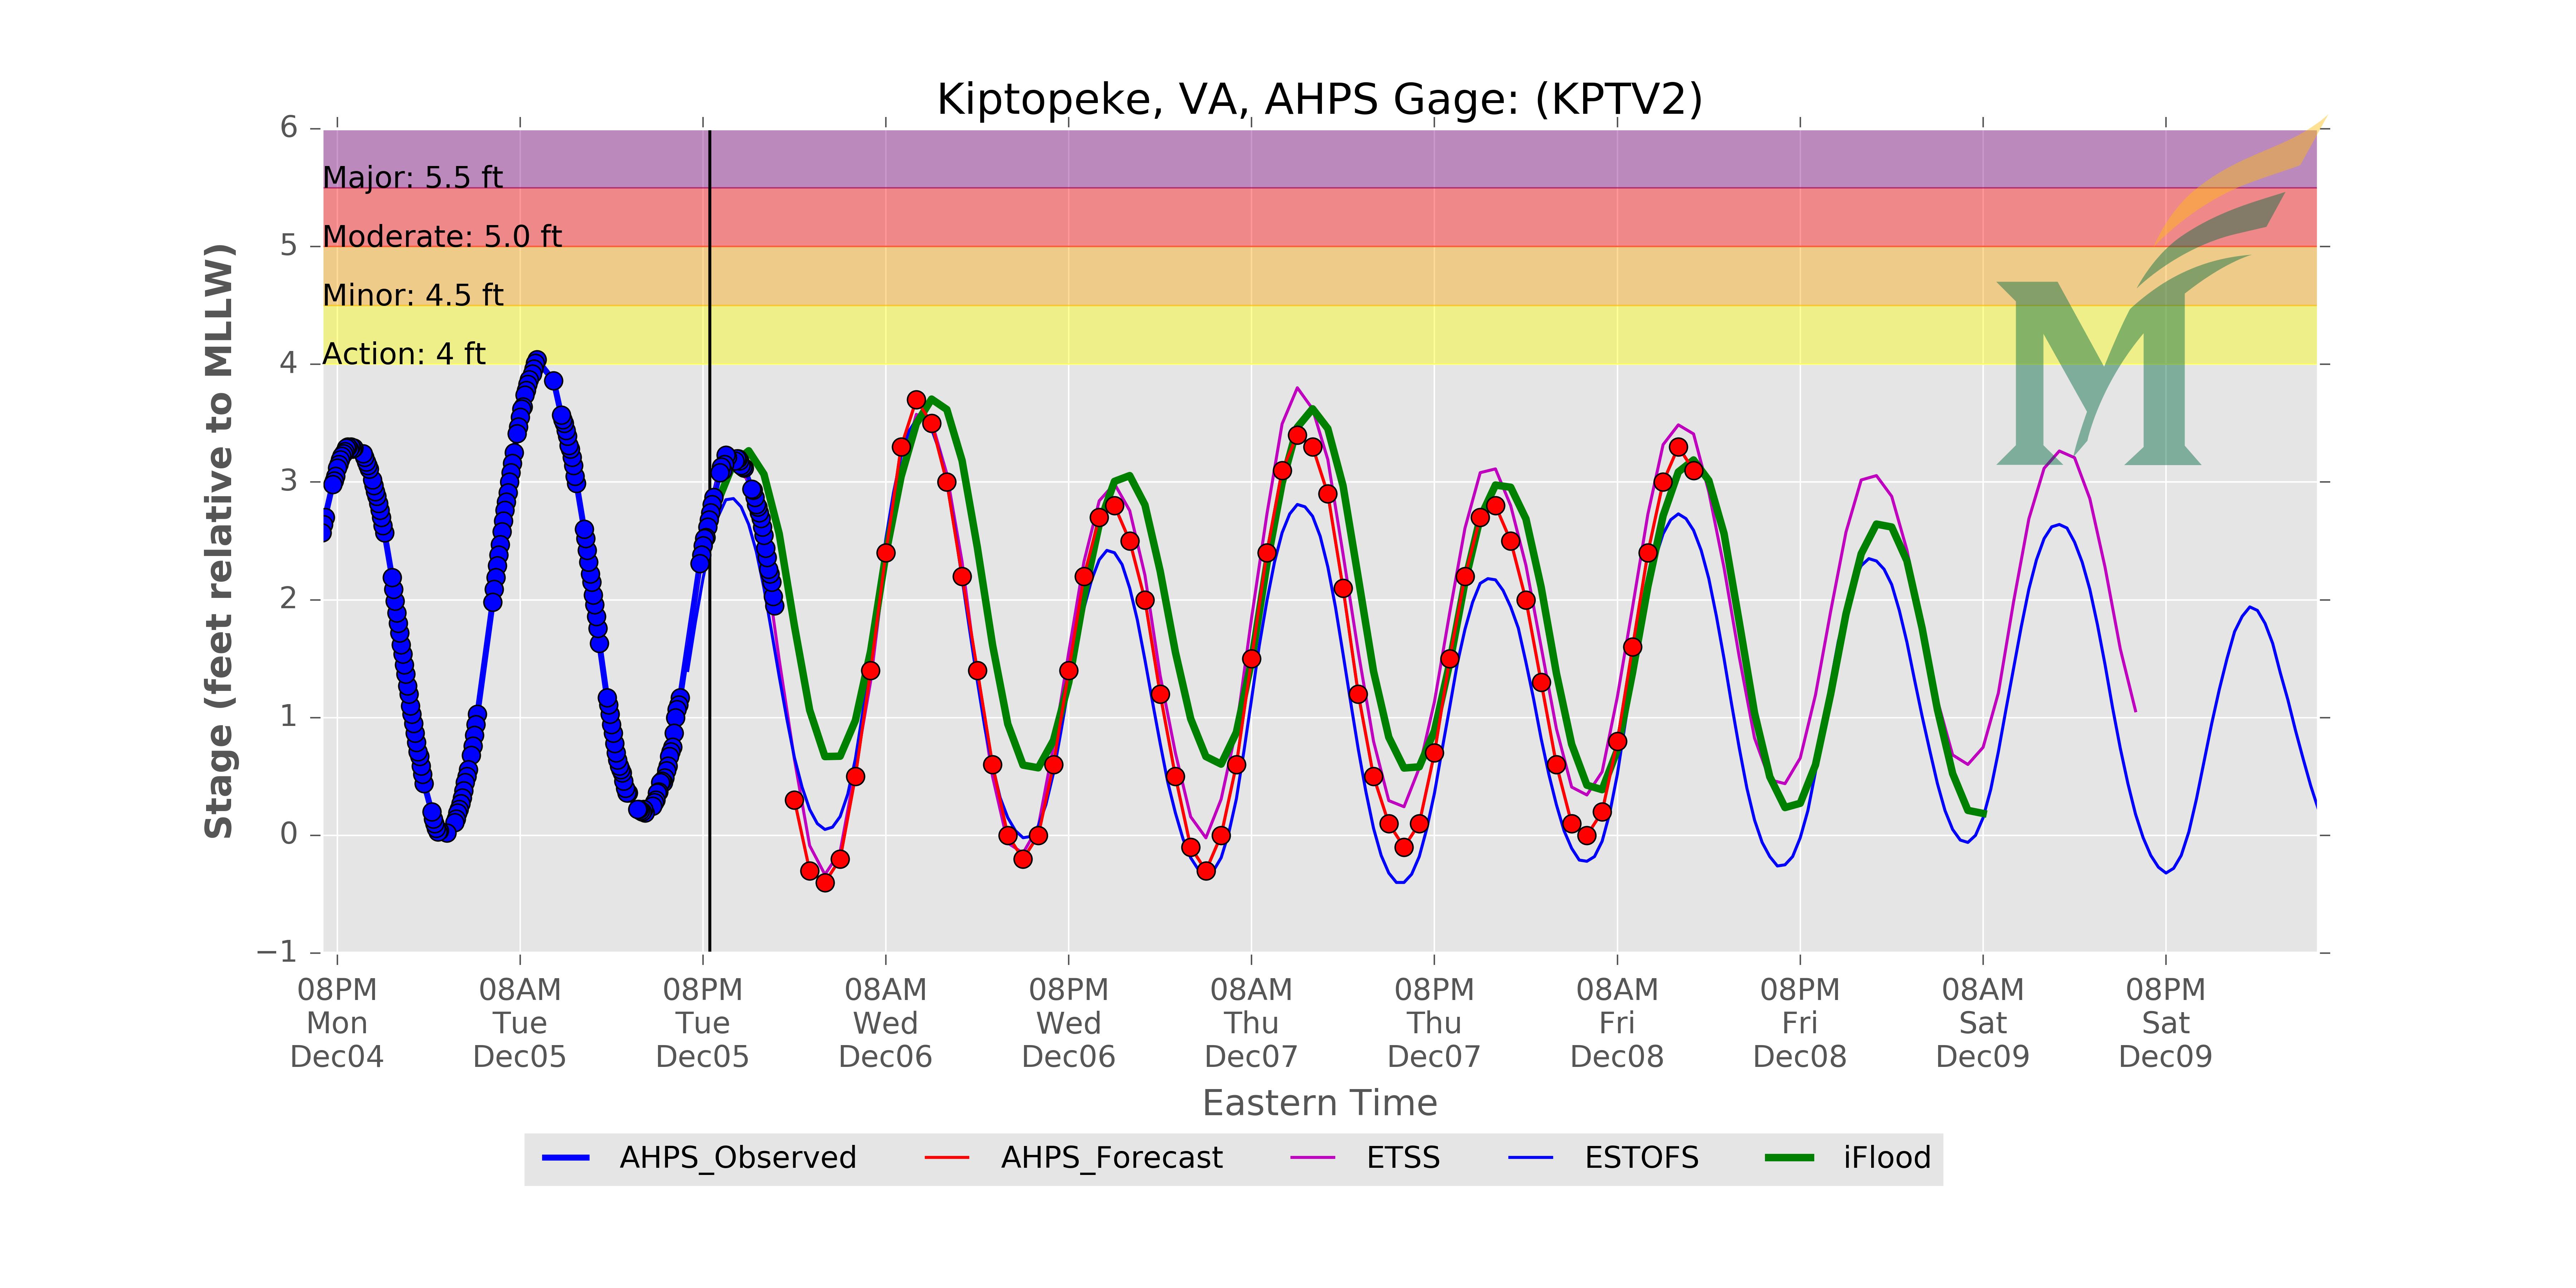 Kiptopeke, VA, AHPS Gage: (KPTV2)
6
5
4
3
2
1
0
−1
Stage (feet relative to MLLW)
Major: 5.5 ft
Moderate: 5.0 ft
Minor: 4.5 ft
Action: 4 ft
M
08PM Mon Dec04
08AM Tue Dec05
08PM Tue Dec05
08AM Wed Dec06
08PM Wed Dec06
08AM Thu Dec07
08PM Thu Dec07
08AM Fri Dec08
08PM Fri Dec08
08AM Sat Dec09
08PM Sat Dec09
Eastern Time
AHPS_Observed AHPS_Forecast ETSS ESTOFS iFlood